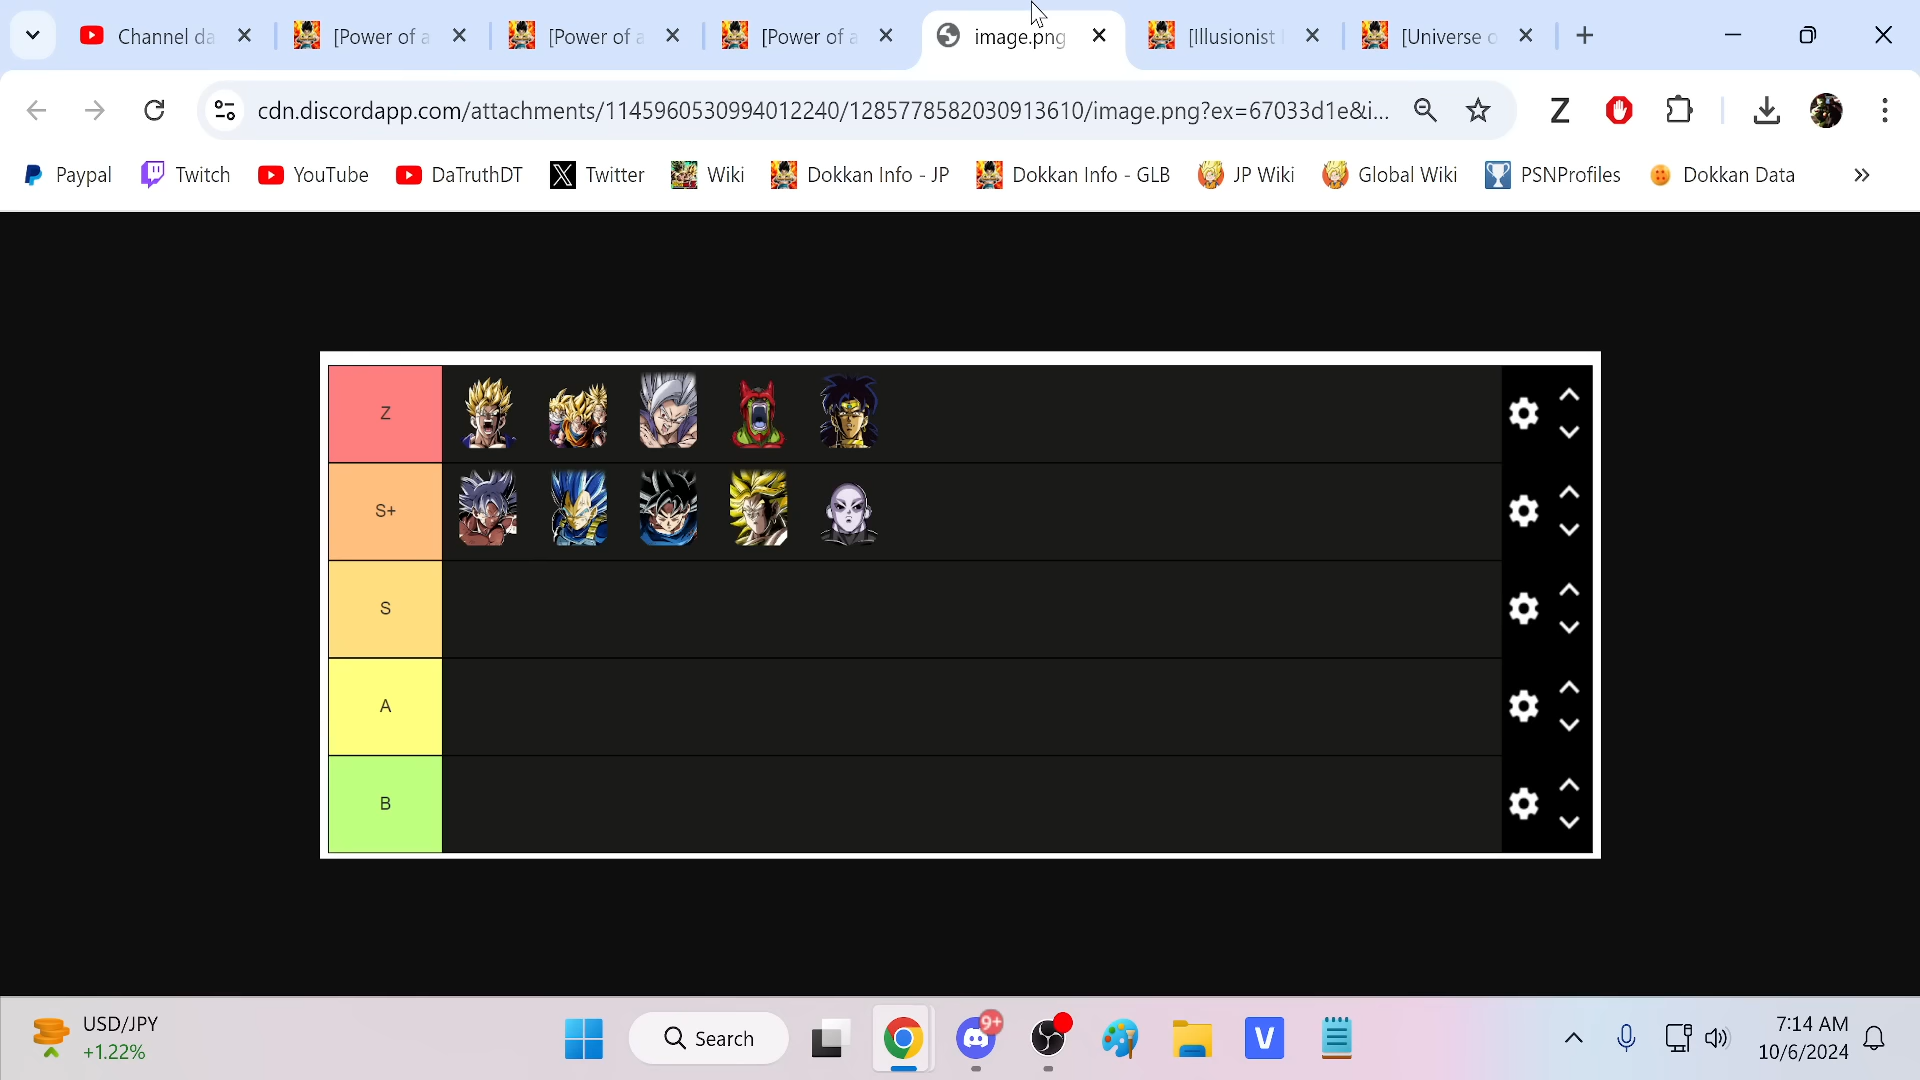 Channel da
[Power of a
[Power of a
[Power of a
image.png
[Illusionist
[Universe o
cdn.discordapp.com/attachments/1145960530994012240/1285778582030913610/image.png?ex=67033d1e&i...
Z
Paypal
Twitch
YouTube
DaTruthDT
Twitter
Wiki
Dokkan Info - JP
Dokkan Info - GLB
JP Wiki
Global Wiki
PSNProfiles
Dokkan Data
Z
S+
S
A
B
USD/JPY
+1.22%
Search
9+
V
7:14 AM
10/6/2024